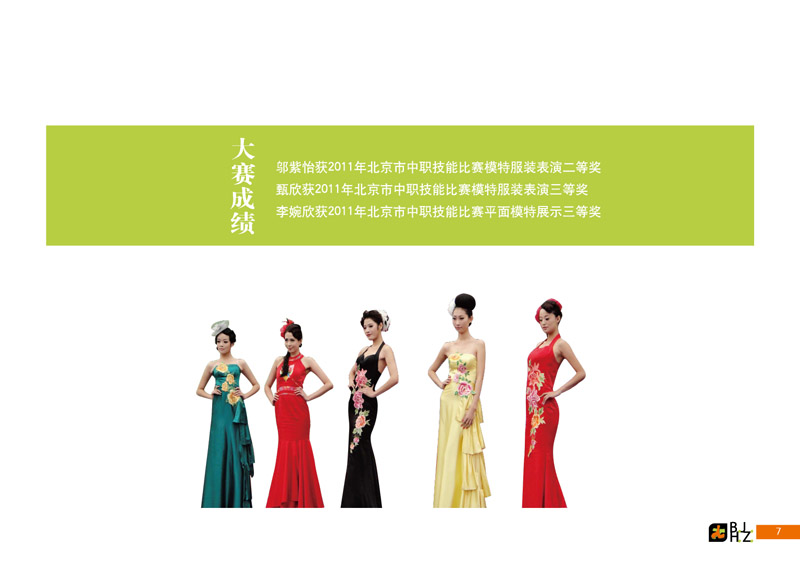 大赛成绩
邬紫怡获2011年北京市中职技能比赛模特服装表演二等奖
甄欣获2011年北京市中职技能比赛模特服装表演三等奖
李婉欣获2011年北京市中职技能比赛平面模特展示三等奖
BJ
HZ
7